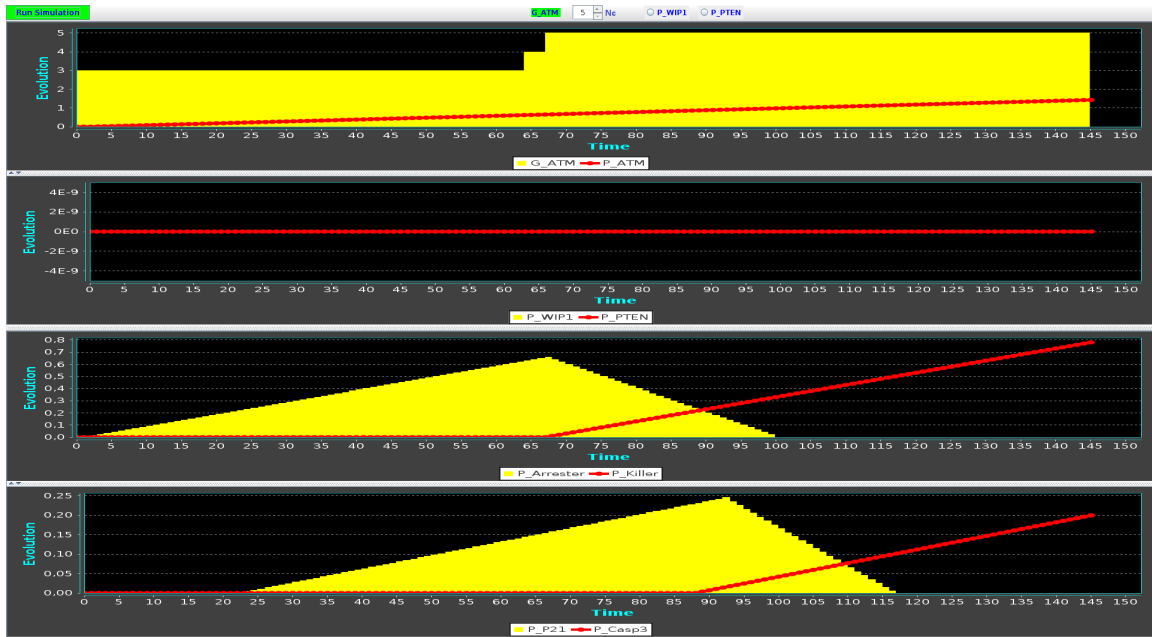 Run Simulation G_ATM 5 Nc P_WIP1 P_PTEN
Evolution
5
4
3
2
1
0
0 5 10 15 20 25 30 35 40 45 50 55 60 65 70 75 80 85 90 95 100 105 110 115 120 125 130 135 140 145 150
Time
G_ATM P_ATM
Evolution
4E-9
2E-9
0E0
-2E-9
-4E-9
0 5 10 15 20 25 30 35 40 45 50 55 60 65 70 75 80 85 90 95 100 105 110 115 120 125 130 135 140 145 150
Time
P_WIP1 P_PTEN
Evolution
0.8
0.7
0.6
0.5
0.4
0.3
0.2
0.1
0.0
0 5 10 15 20 25 30 35 40 45 50 55 60 65 70 75 80 85 90 95 100 105 110 115 120 125 130 135 140 145 150
Time
P_Arrester P_Killer
Evolution
0.25
0.20
0.15
0.10
0.05
0.00
0 5 10 15 20 25 30 35 40 45 50 55 60 65 70 75 80 85 90 95 100 105 110 115 120 125 130 135 140 145 150
Time
P_P21 P_Casp3